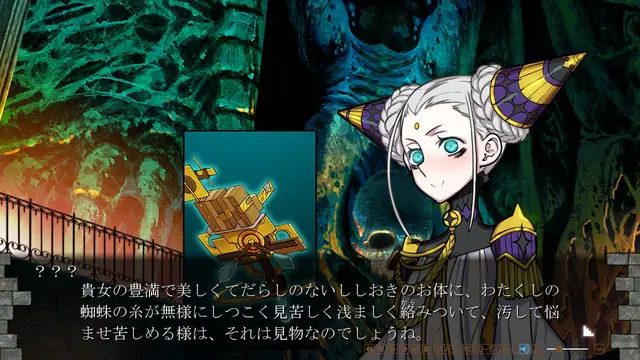 ？？？
貴女の豊満で美しくてだらしのないししおきのお体に、わたくしの
蜘蛛の糸が無様にしつこく見苦しく浅ましく絡みついて、汚して悩
ませ苦しめる様は、それは見物なのでしょうね。